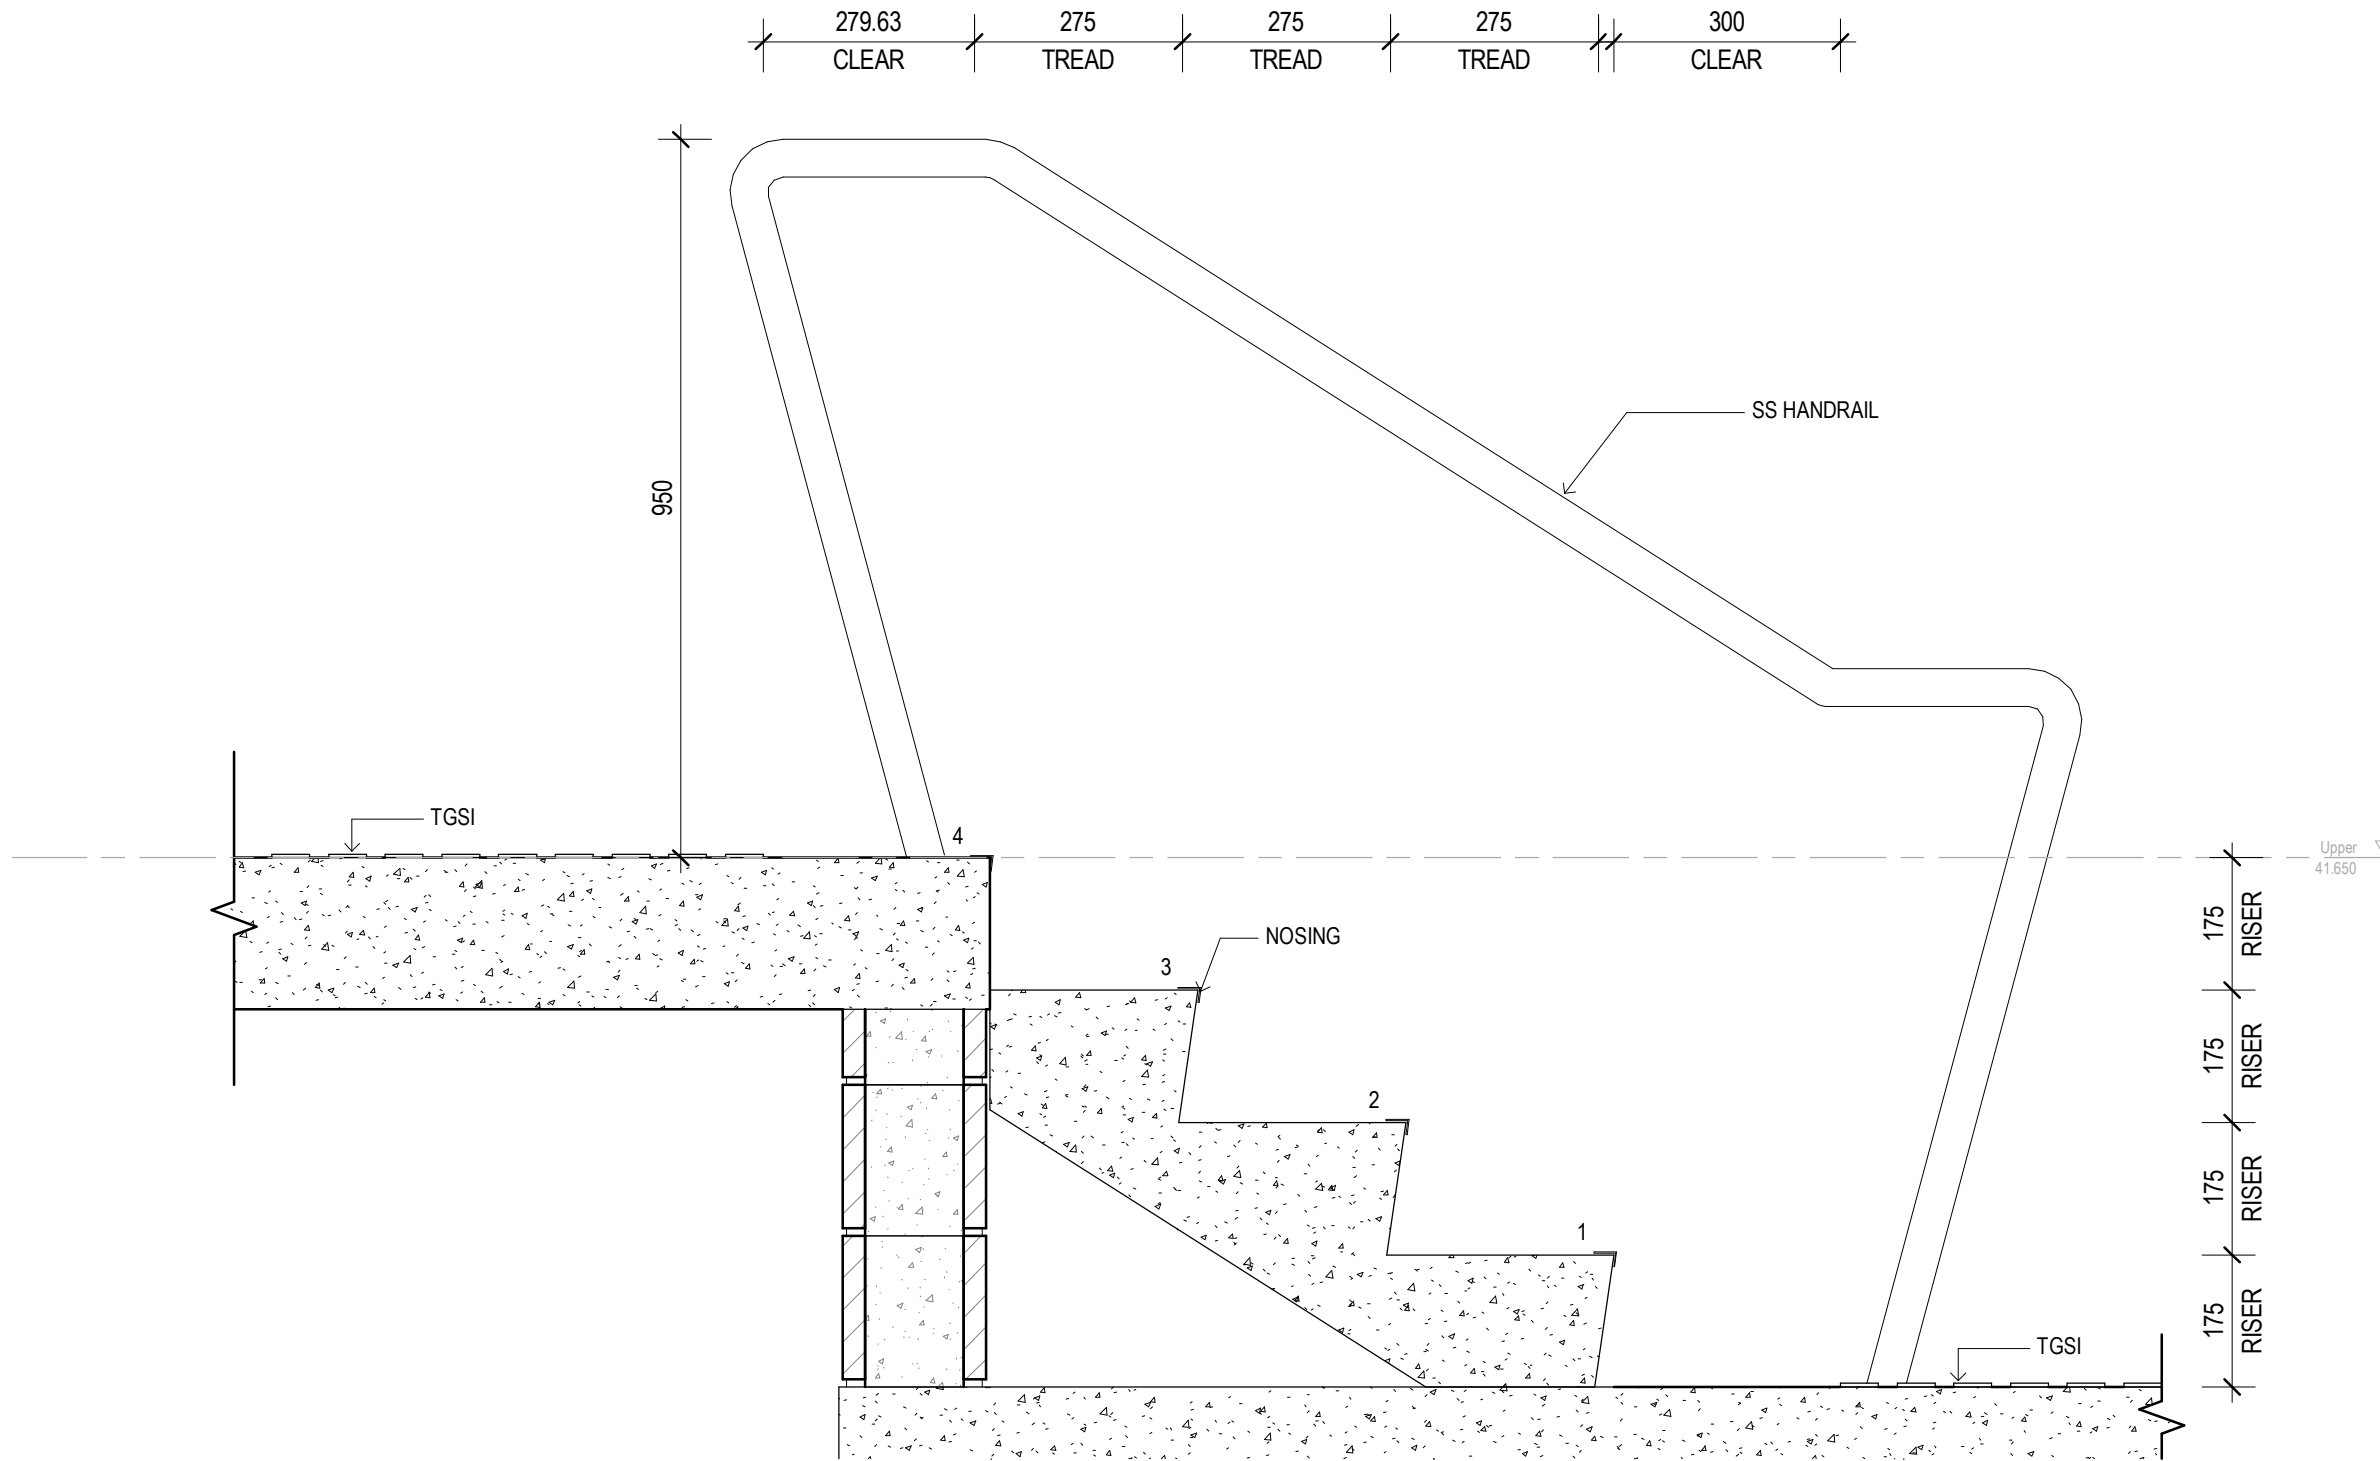 279.63
CLEAR
275
TREAD
275
TREAD
275
TREAD
300
CLEAR
SS HANDRAIL
950
TGSI
4
Upper
41.650
NOSING
3
175
RISER
2
175
RISER
1
175
RISER
175
RISER
TGSI